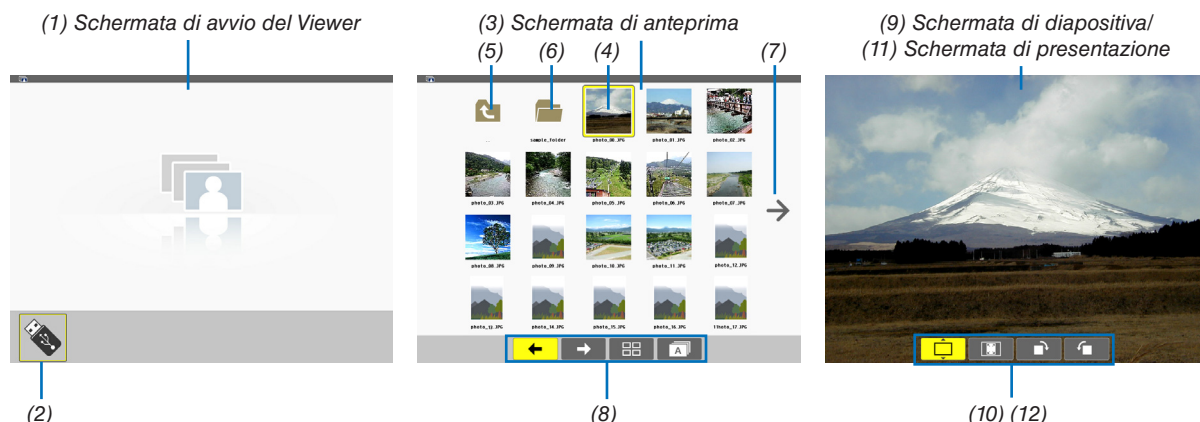 (1) Schermata di avvio del Viewer
(3) Schermata di anteprima
(9) Schermata di diapositiva/
(11) Schermata di presentazione
(5) (6) (4) (7)
sample_folder photo_00.JPG photo_01.JPG photo_02.JPG
photo_03.JPG photo_04.JPG photo_05.JPG photo_06.JPG photo_07.JPG
photo_08.JPG photo_09.JPG photo_10.JPG photo_11.JPG photo_12.JPG
photo_13.JPG photo_14.JPG photo_15.JPG photo_16.JPG photo_17.JPG
A
(2) (8) (10) (12)